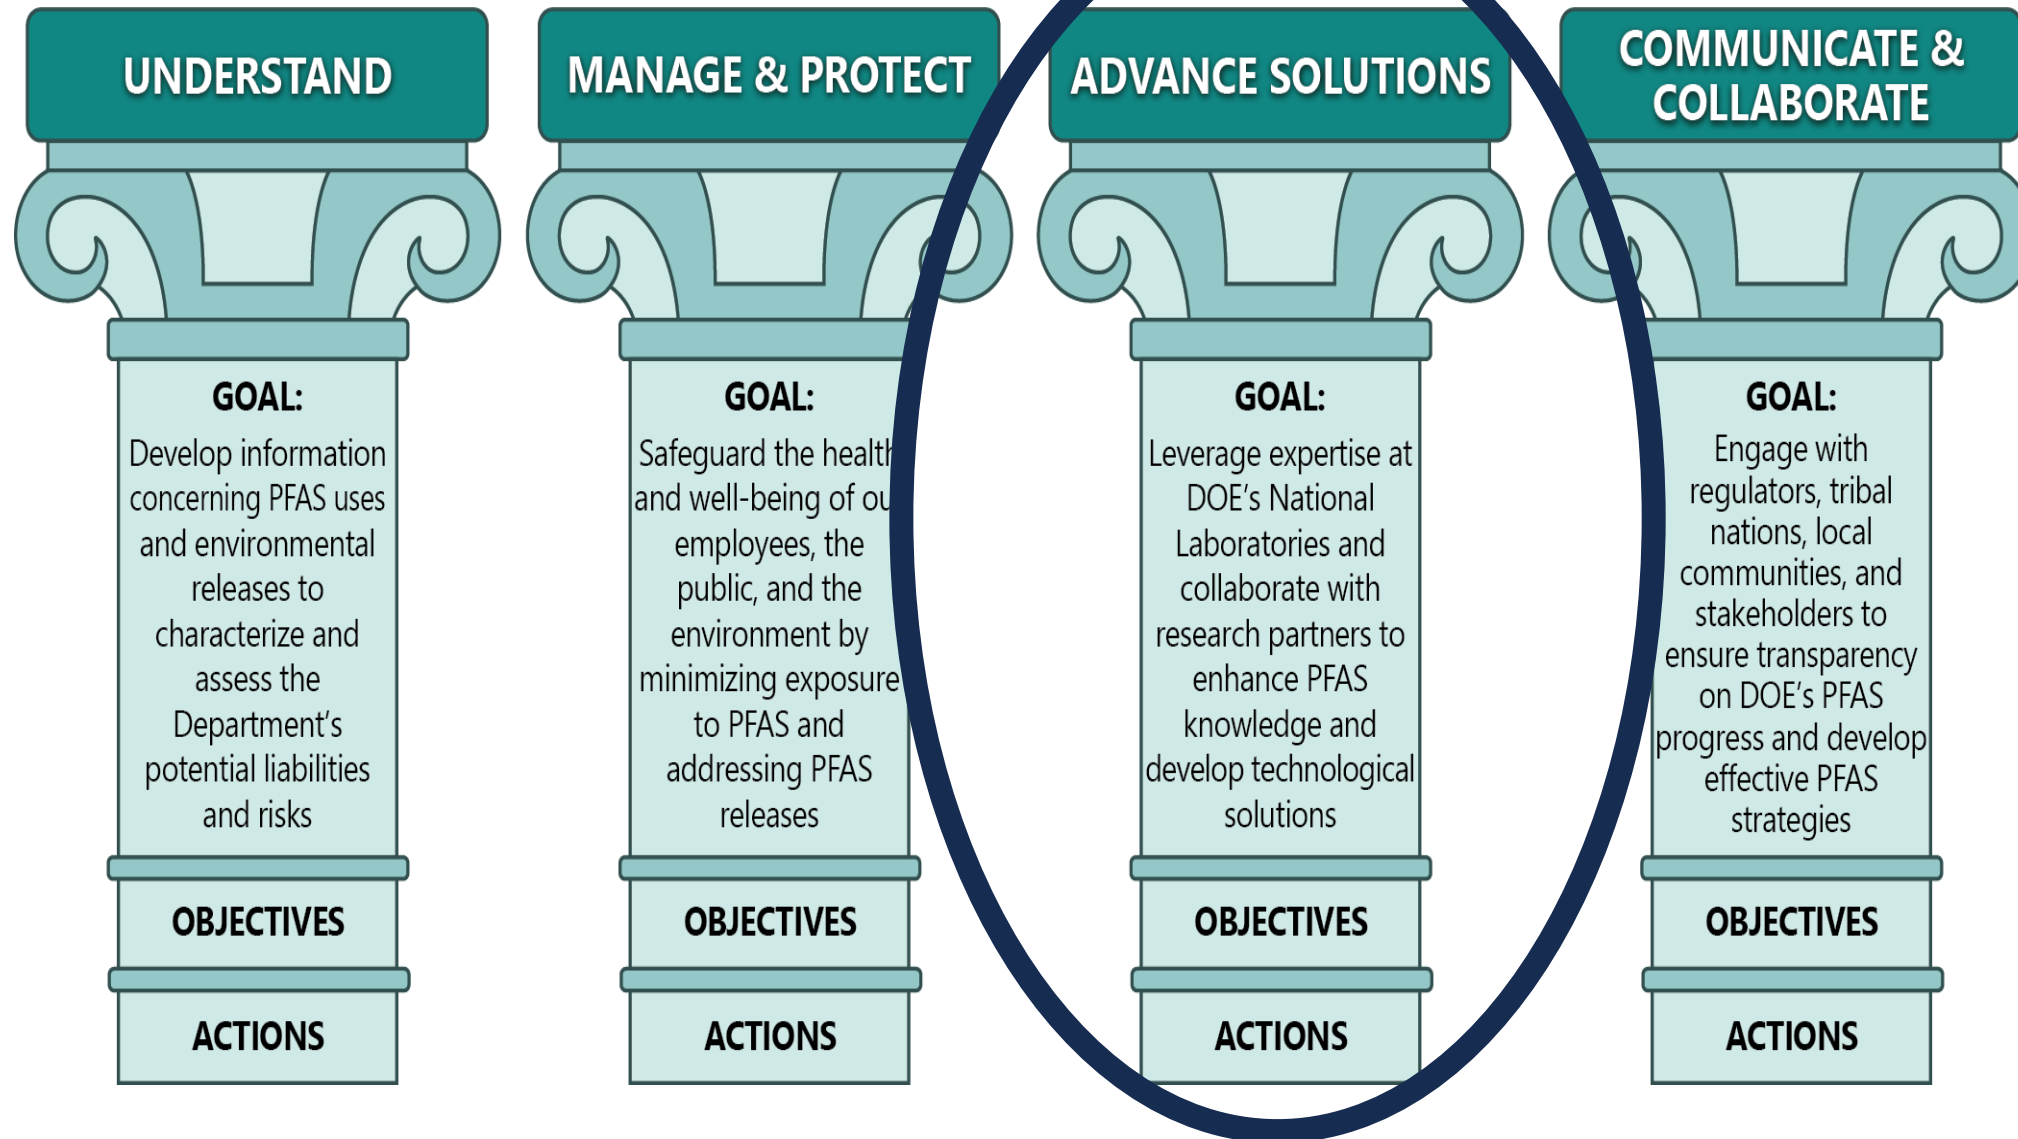 UNDERSTAND
GOAL:
Develop information
concerning PFAS uses
and environmental
releases to
characterize and
assess the
Department's
potential liabilities
and risks
OBJECTIVES
ACTIONS
MANAGE & PROTECT
GOAL:
Safeguard the health
and well-being of ou
employees, the
public, and the
environment by
minimizing exposure
to PFAS and
addressing PFAS
releases
OBJECTIVES
ACTIONS
ADVANCE SOLUTIONS
GOAL:
Leverage expertise at
DOE's National
Laboratories and
collaborate with
research partners to
enhance PFAS
knowledge and
develop technological
solutions
OBJECTIVES
ACTIONS
COMMUNICATE &
COLLABORATE
GOAL:
Engage with
regulators, tribal
nations, local
communities, and
stakeholders to
ensure transparency
on DOE's PFAS
progress and develop
effective PFAS
strategies
OBJECTIVES
ACTIONS